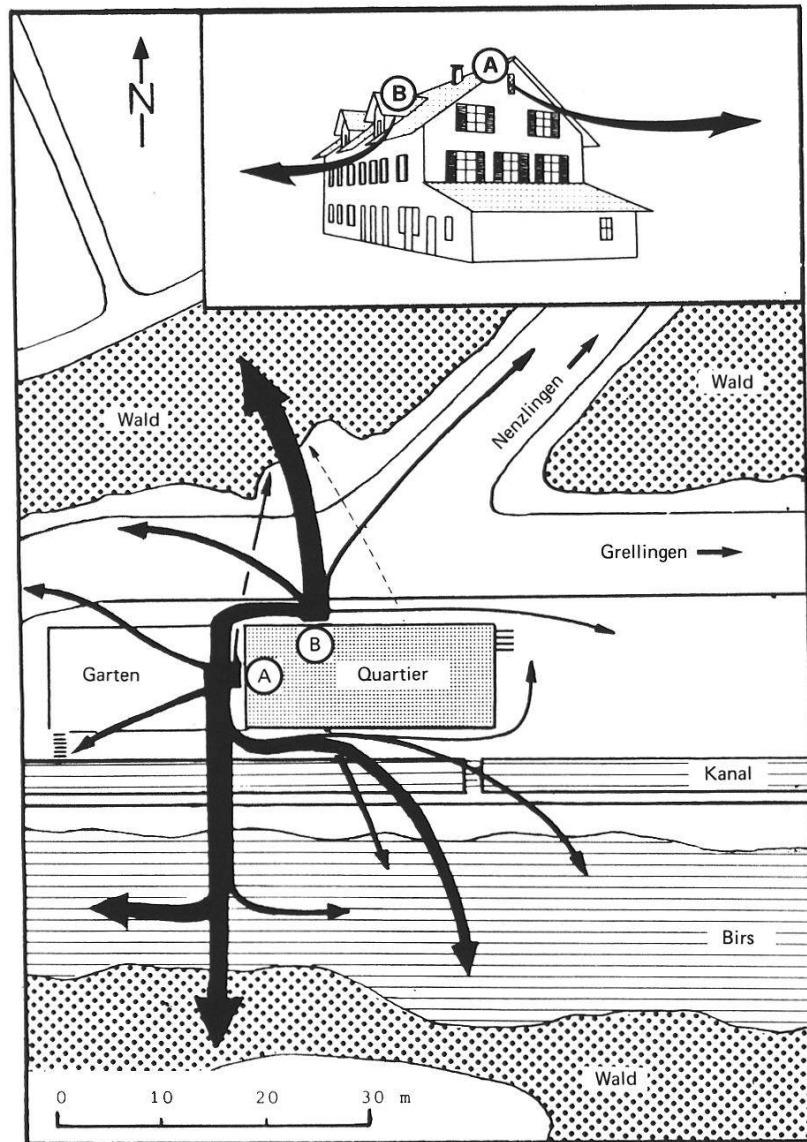 N
B
A
Wald
Wald
Nenzlingen
Grellingen
B
A
Garten
Quartier
Kanal
Birs
Wald
0 10 20 30 m